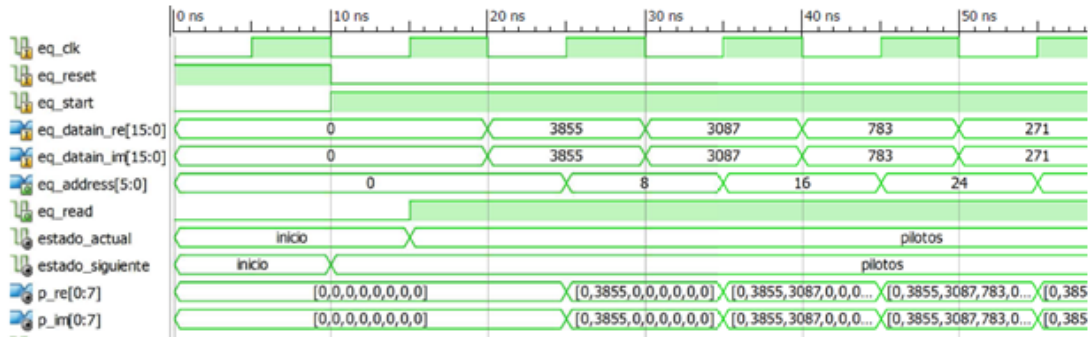 0 ns 10 ns 20 ns 30 ns 40 ns 50 ns
eq_clk
eq_reset
eq_start
eq_datain_re[15:0] 0 3855 3087 783 271
eq_datain_im[15:0] 0 3855 3087 783 271
eq_address[5:0] 0 8 16 24
eq_read
estado_actual inicio pilotos
estado_siguiente inicio pilotos
p_re[0:7] [0,0,0,0,0,0,0] [0,3855,0,0,0,0,0] [0,3855,3087,0,0,0... [0,3855,3087,783,0... [0,385
p_im[0:7] [0,0,0,0,0,0,0] [0,3855,0,0,0,0,0] [0,3855,3087,0,0,0... [0,3855,3087,783,0... [0,385